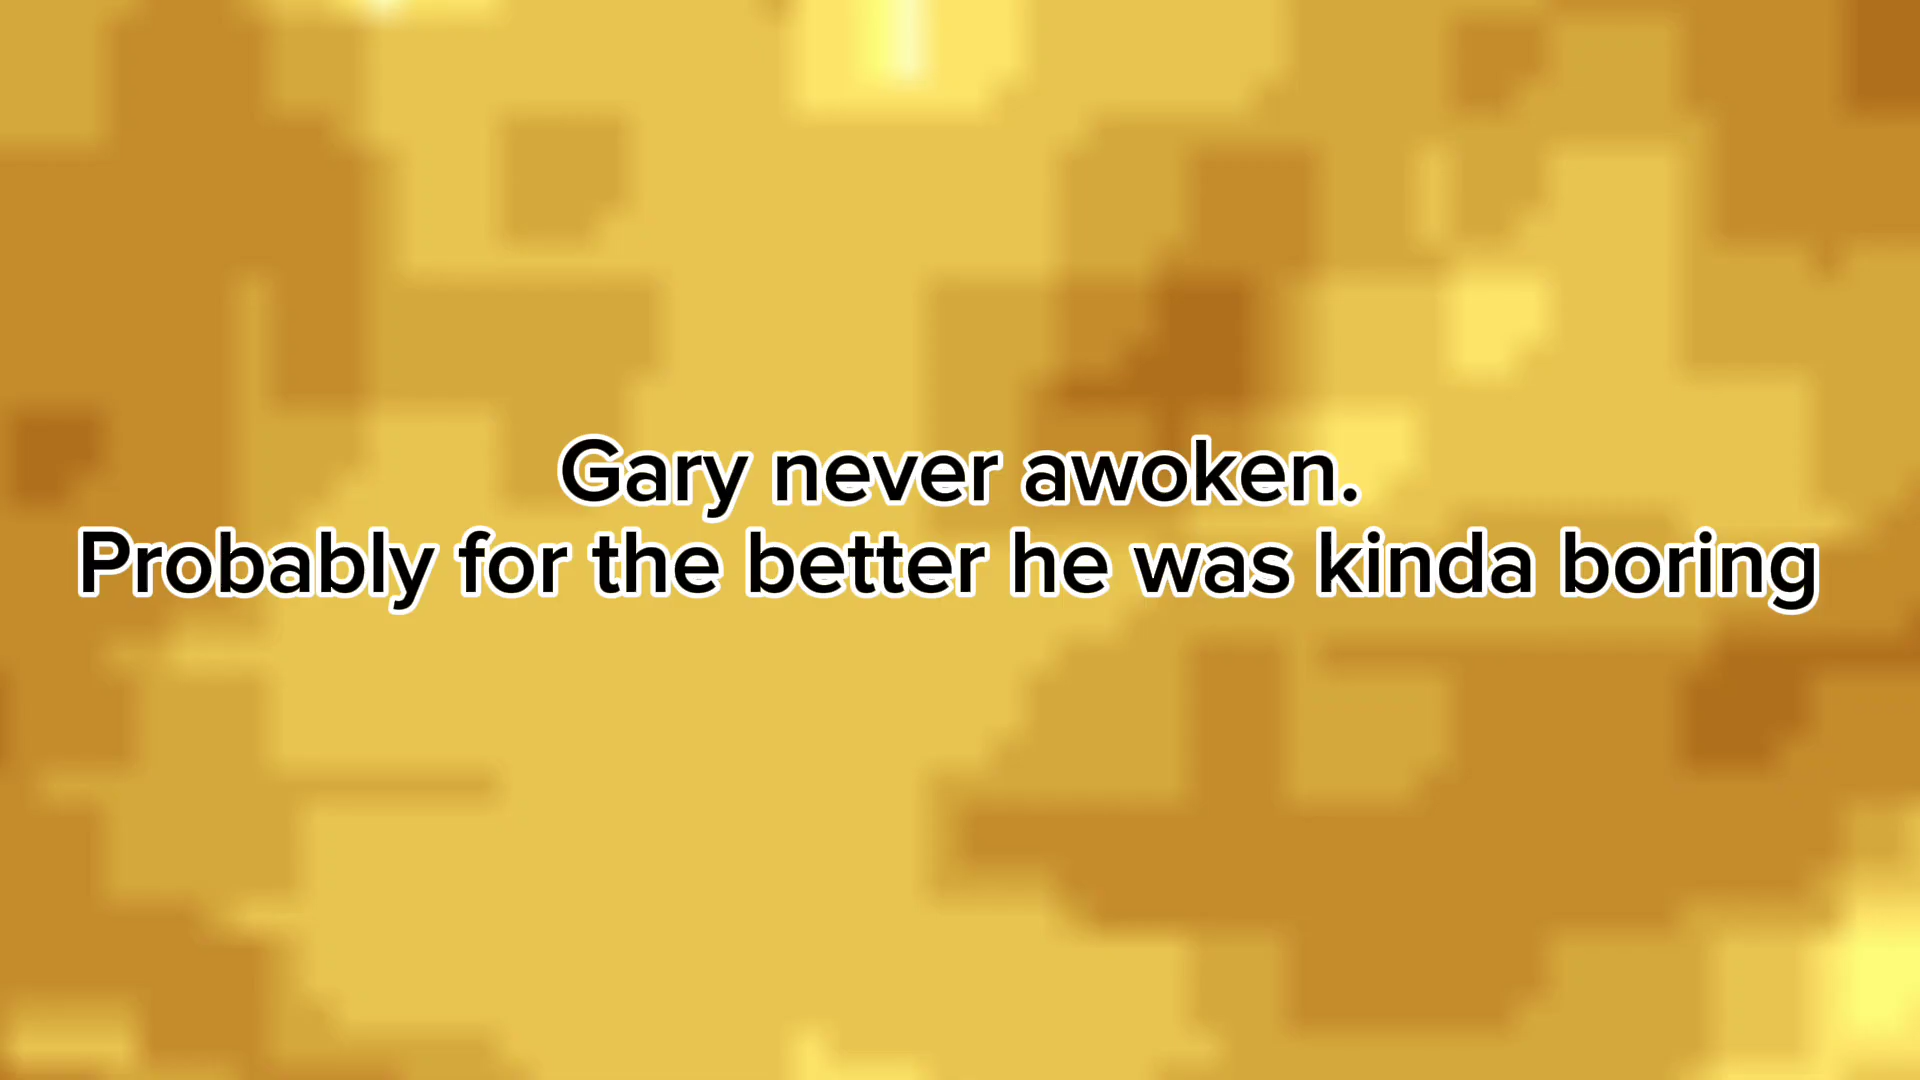 Gary never awoken.
Probably for the better he was kinda boring